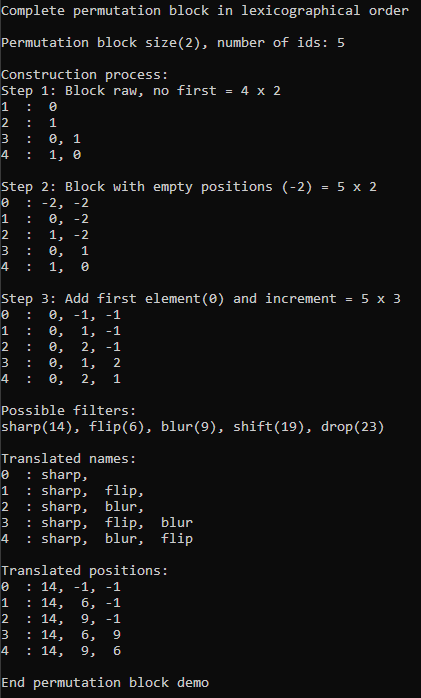 Complete permutation block in lexicographical order
Permutation block size(2), number of ids: 5
Construction process:
Step 1: Block raw, no first = 4 x 2
1  :  0
2  :  1
3  :  0, 1
4  :  1, 0
Step 2: Block with empty positions (-2) = 5 x 2
0  : -2, -2
1  :  0, -2
2  :  1, -2
3  :  0,  1
4  :  1,  0
Step 3: Add first element(0) and increment = 5 x 3
0  :  0, -1, -1
1  :  0,  1, -1
2  :  0,  2, -1
3  :  0,  1,  2
4  :  0,  2,  1
Possible filters:
sharp(14), flip(6), blur(9), shift(19), drop(23)
Translated names:
0  : sharp,
1  : sharp,  flip,
2  : sharp,  blur,
3  : sharp,  flip,  blur
4  : sharp,  blur,  flip
Translated positions:
0  : 14, -1, -1
1  : 14,  6, -1
2  : 14,  9, -1
3  : 14,  6,  9
4  : 14,  9,  6
End permutation block demo